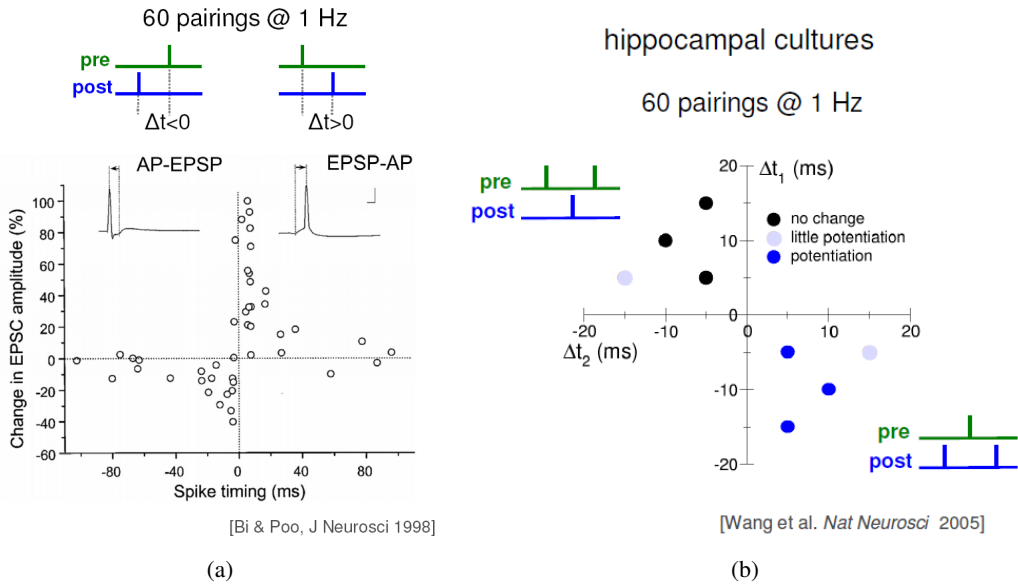 60 pairings @ 1 Hz
pre
post
Δt<0
Δt>0
AP-EPSP
EPSP-AP
Change in EPSC amplitude (%)
100
80
60
40
20
0
-20
-40
-60
-80
-40
0
40
80
Spike timing (ms)
[Bi & Poo, J Neurosci 1998]
(a)
hippocampal cultures
60 pairings @ 1 Hz
pre
post
20
Δt1 (ms)
no change
little potentiation
potentiation
10
0
-20
-10
0
10
20
Δt2 (ms)
-10
-20
pre
post
[Wang et al. Nat Neurosci 2005]
(b)